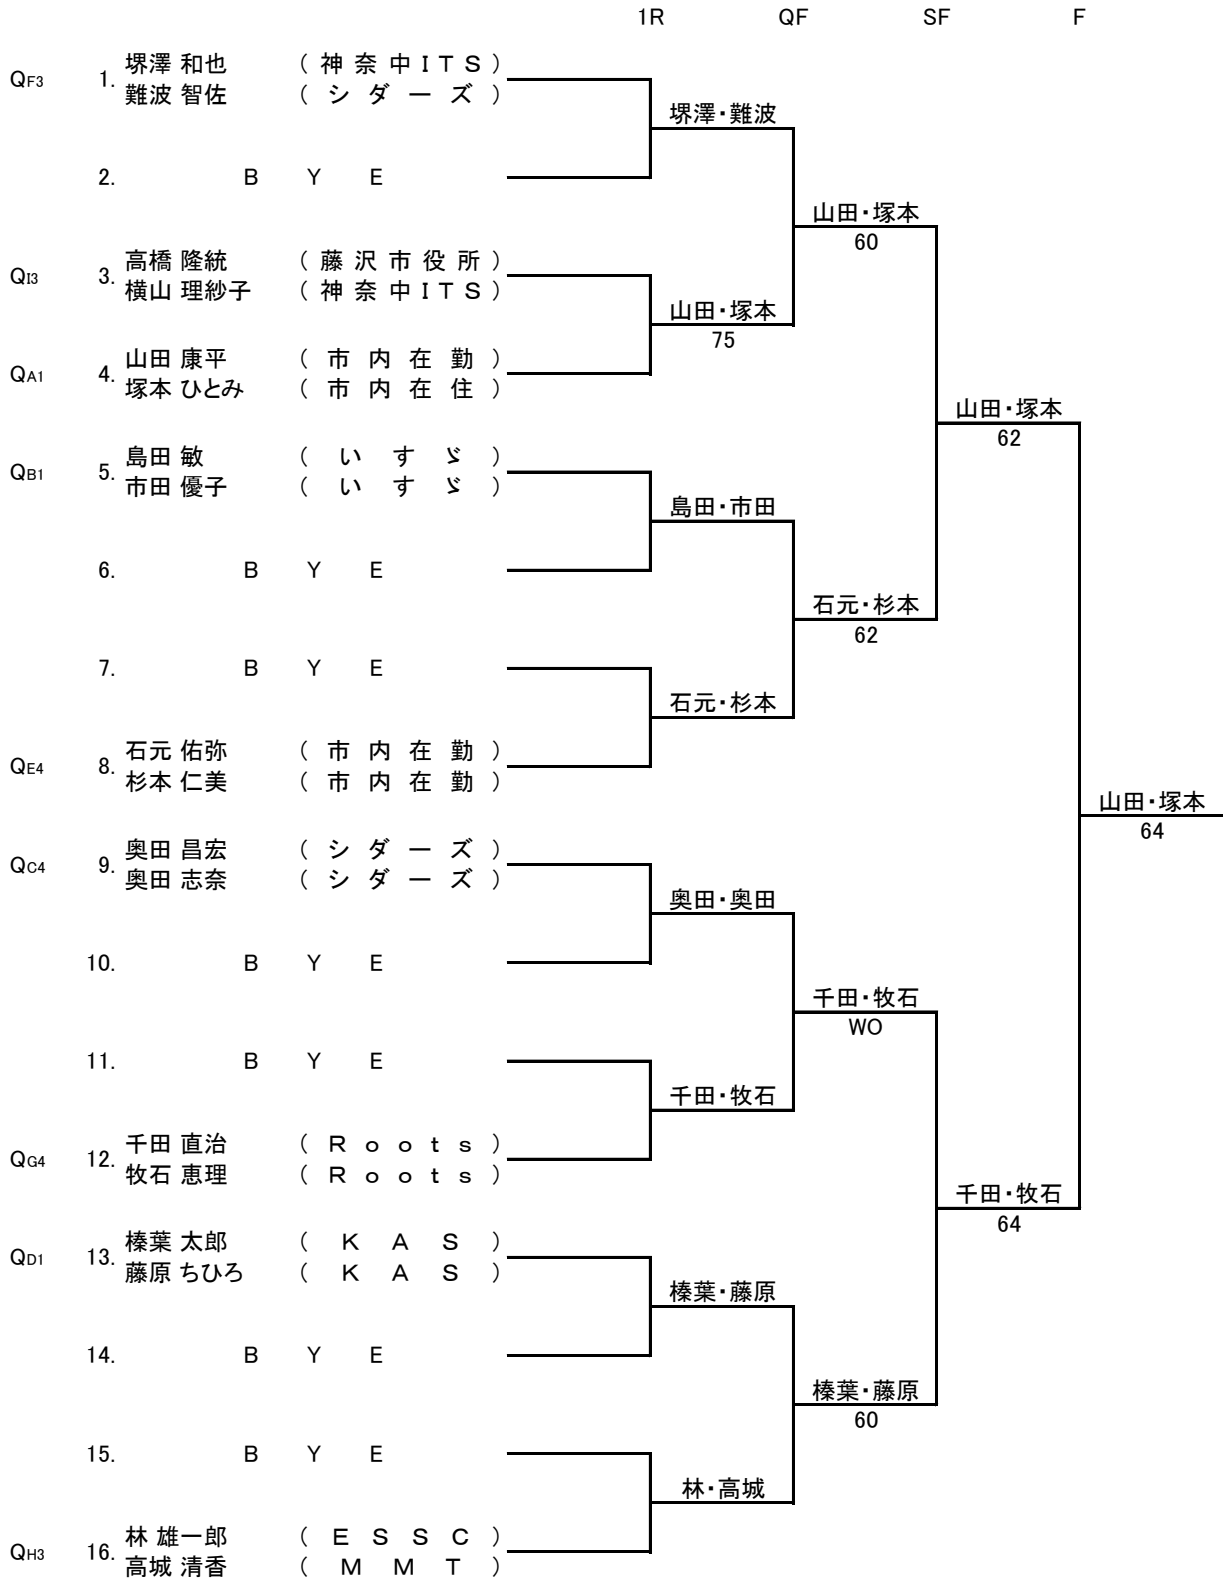 1R QF SF F
QF3 1. 堺澤 和也 ( 神奈中ITS )
難波 智佐 ( シダーズ )
堺澤・難波
2. B Y E
山田・塚本
60
QI3 3. 高橋 隆統 ( 藤沢市役所 )
横山 理紗子 ( 神奈中ITS )
山田・塚本
75
QA1 4. 山田 康平 ( 市内在勤 )
塚本 ひとみ ( 市内在住 )
山田・塚本
62
QB1 5. 島田 敏 ( いすゞ )
市田 優子 ( いすゞ )
島田・市田
6. B Y E
石元・杉本
62
7. B Y E
石元・杉本
QE4 8. 石元 佑弥 ( 市内在勤 )
杉本 仁美 ( 市内在勤 )
山田・塚本
64
QC4 9. 奥田 昌宏 ( シダーズ )
奥田 志奈 ( シダーズ )
奥田・奥田
10. B Y E
千田・牧石
WO
11. B Y E
千田・牧石
QG4 12. 千田 直治 ( Roots )
牧石 恵理 ( Roots )
千田・牧石
64
QD1 13. 榛葉 太郎 ( KAS )
藤原 ちひろ ( KAS )
榛葉・藤原
14. B Y E
榛葉・藤原
60
15. B Y E
林・高城
QH3 16. 林 雄一郎 ( ESSC )
高城 清香 ( MMT )